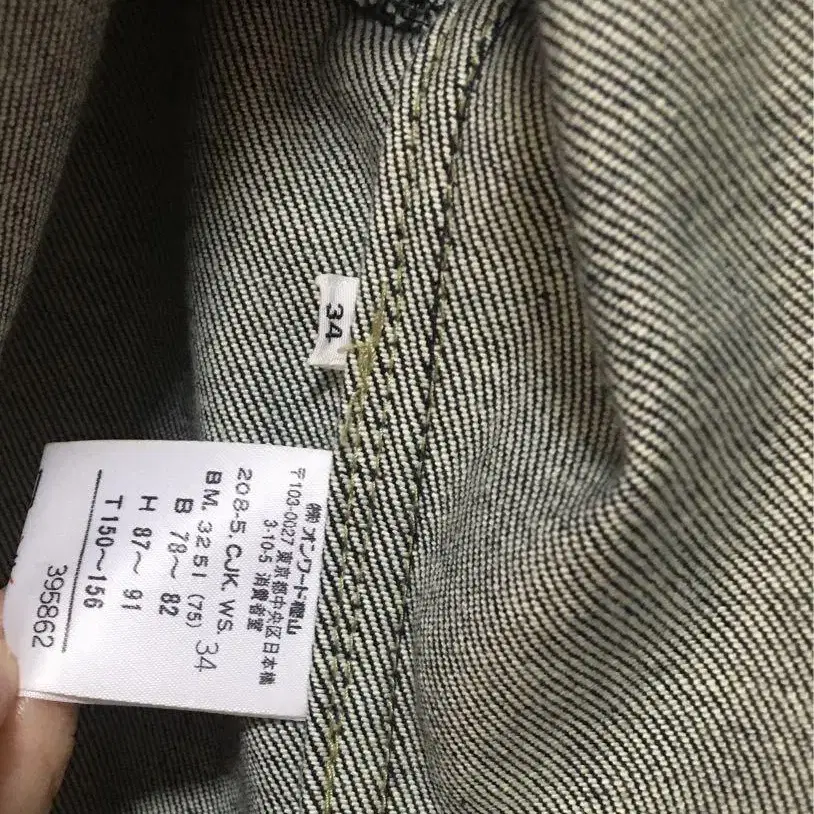 34
㈱オンワード樫山
〒103-0027 東京都中央区日本橋
3-10-5 消費者室
208-5. CJK. WS.
BM. 3251 (75) 34
B 78～82
H 87～91
T 150～156
395862